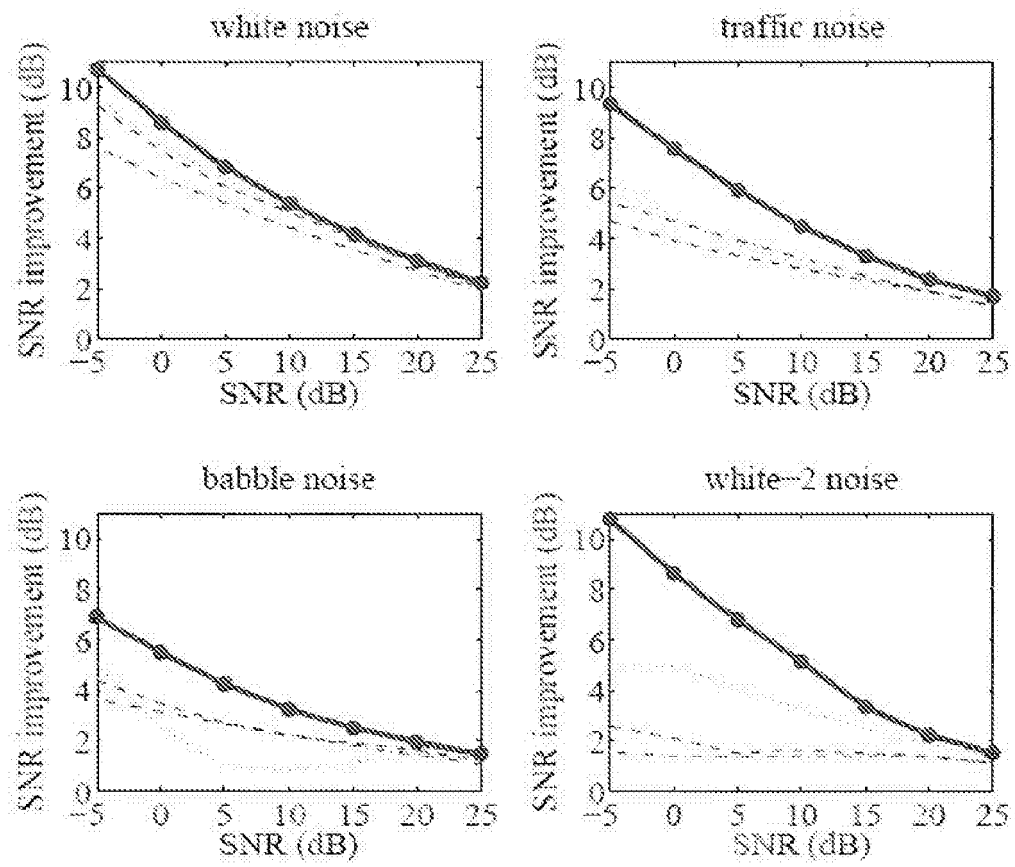 white noise
SNR improvement (dB)
10
8
6
4
2
0
−5 0 5 10 15 20 25
SNR (dB)
traffic noise
SNR improvement (dB)
10
8
6
4
2
0
−5 0 5 10 15 20 25
SNR (dB)
babble noise
SNR improvement (dB)
10
8
6
4
2
0
−5 0 5 10 15 20 25
SNR (dB)
white−2 noise
SNR improvement (dB)
10
8
6
4
2
0
−5 0 5 10 15 20 25
SNR (dB)